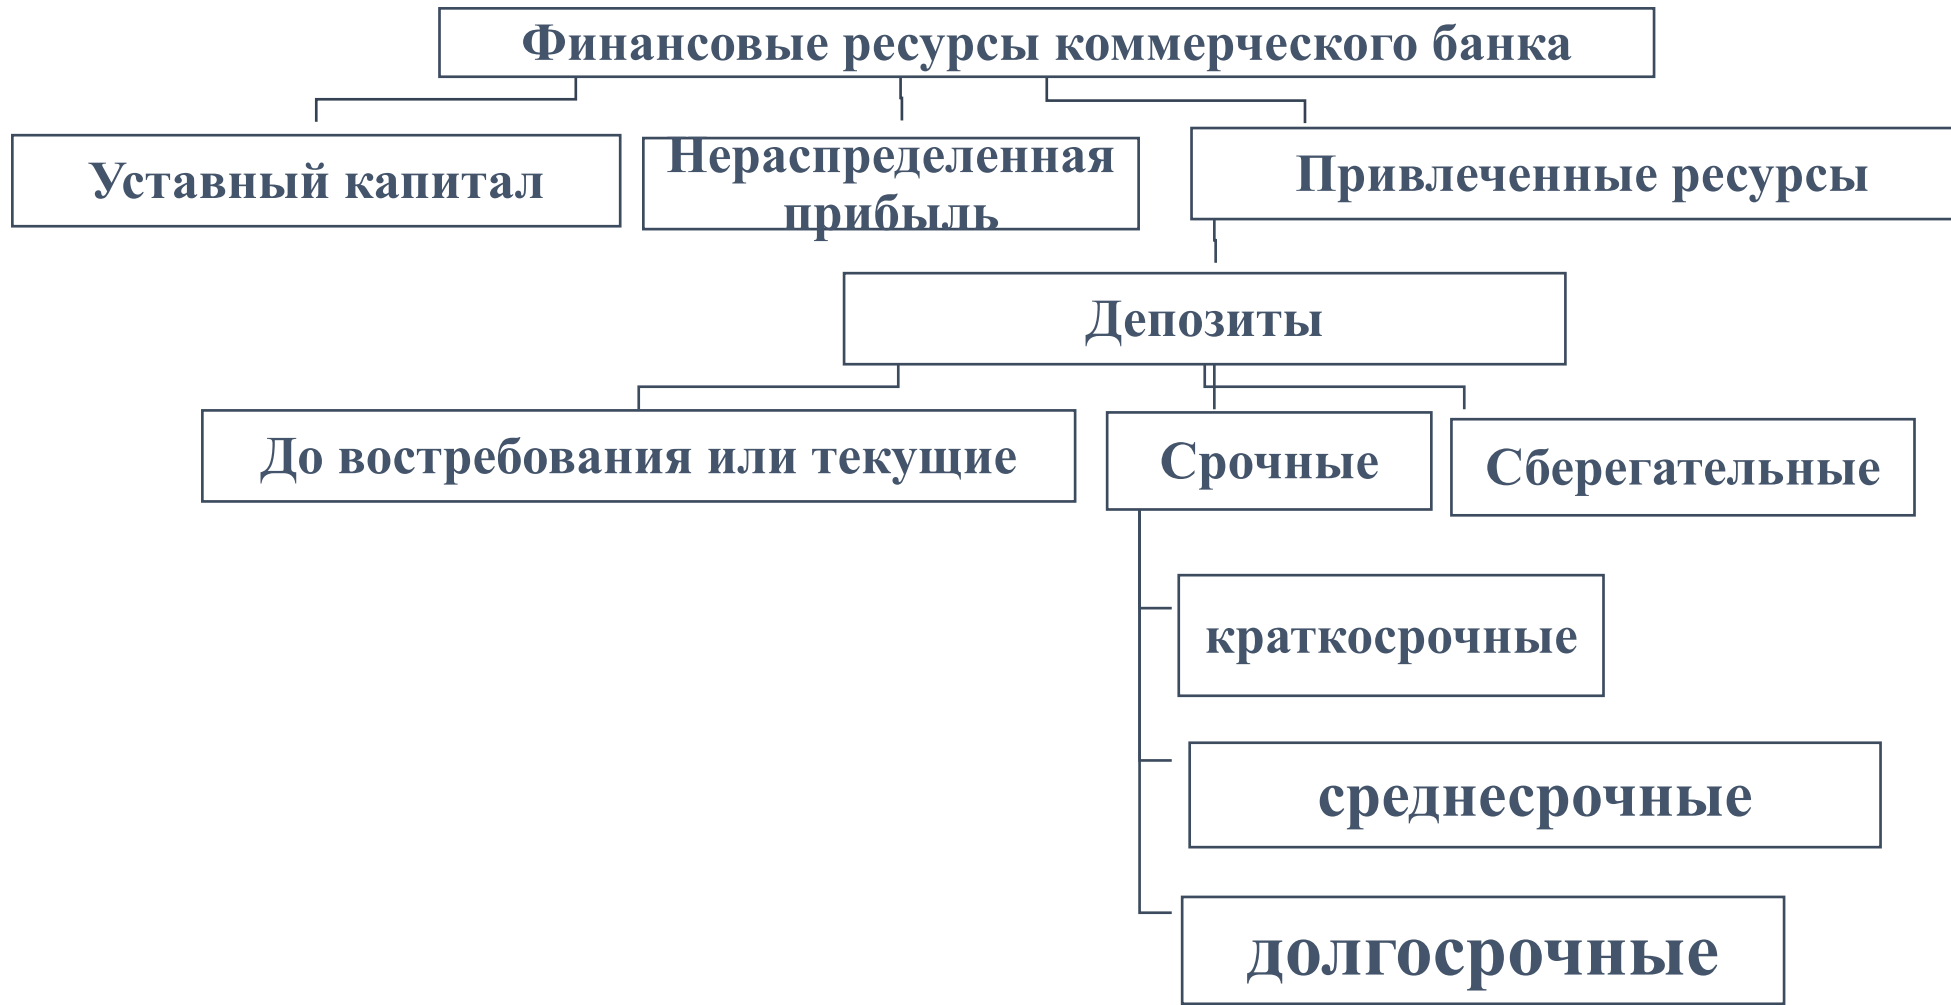 Финансовые ресурсы коммерческого банка
Уставный капитал
Нераспределенная
прибыль
Привлеченные ресурсы
Депозиты
До востребования или текущие
Срочные
Сберегательные
краткосрочные
среднесрочные
долгосрочные